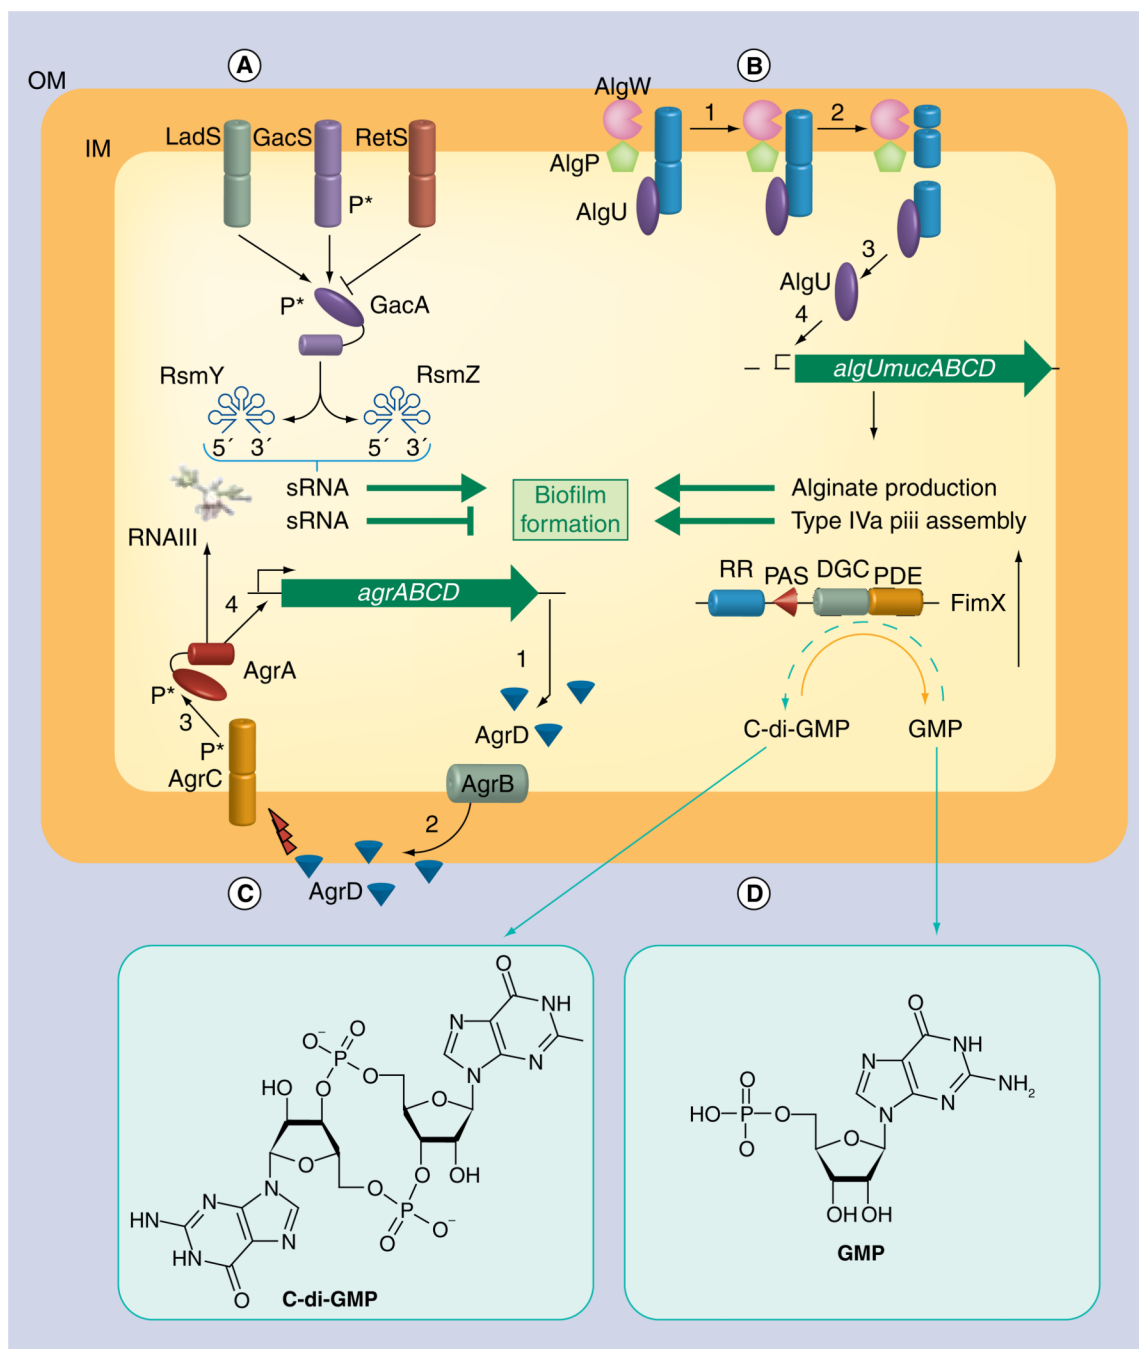 A
B
OM
IM
LadS
GacS
RetS
P*
P*
GacA
RsmY
RsmZ
5´ 3´
5´ 3´
AlgW
AlgP
AlgU
1
2
3
AlgU
4
algUmucABCD
sRNA
sRNA
RNAIII
Biofilm
formation
Alginate production
Type IVa piii assembly
agrABCD
4
1
AgrA
P*
3
P*
AgrC
AgrD
AgrB
2
AgrD
RR
PAS
DGC
PDE
FimX
C-di-GMP
GMP
C
D
O
NH
N
N
N
O⁻
O
P
O
O
HO
O
O
O
OH
O
P
O⁻
O
N
N
HN
HN
N
O
C-di-GMP
O
NH
N
NH₂
N
N
O
HO P O
O
O
OH OH
GMP